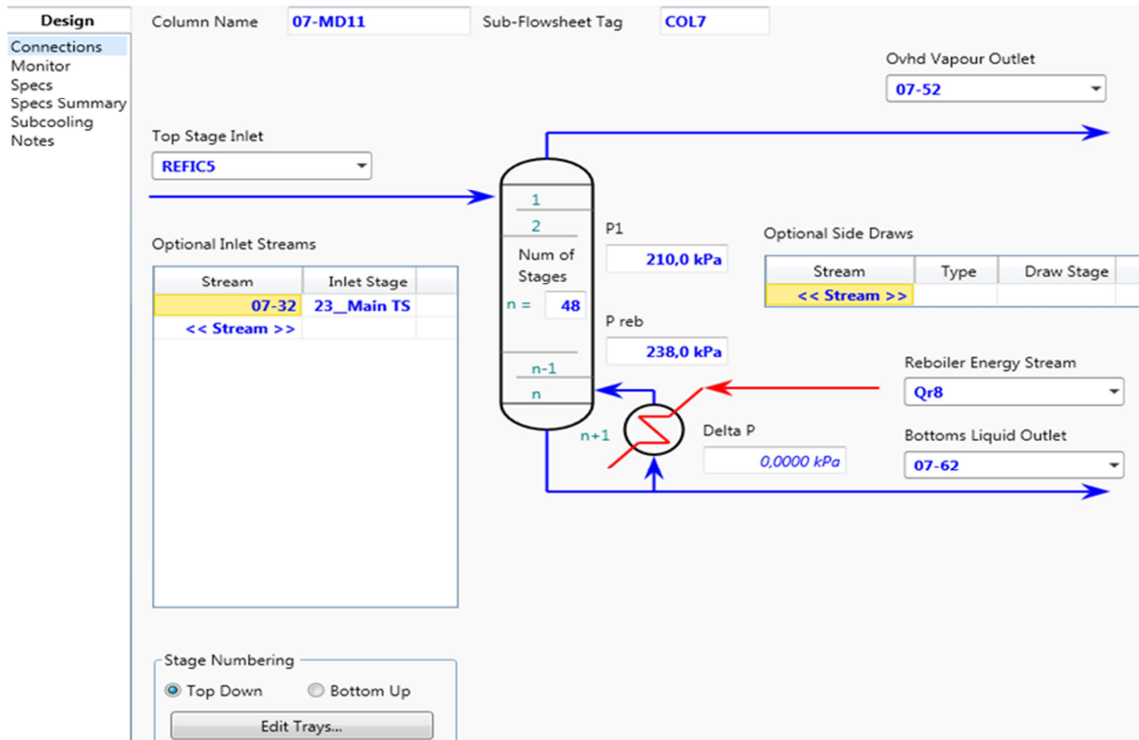 Design
Connections
Monitor
Specs
Specs Summary
Subcooling
Notes
Column Name 07-MD11 Sub-Flowsheet Tag COL7
Ovhd Vapour Outlet
07-52
Top Stage Inlet
REFIC5
1
2
Num of
Stages
n = 48
n-1
n
n+1
P1
210,0 kPa
P reb
238,0 kPa
Delta P
0,0000 kPa
Optional Inlet Streams
Stream Inlet Stage
07-32 23__Main TS
<< Stream >>
Optional Side Draws
Stream Type Draw Stage
<< Stream >>
Reboiler Energy Stream
Qr8
Bottoms Liquid Outlet
07-62
Stage Numbering
Top Down Bottom Up
Edit Trays...